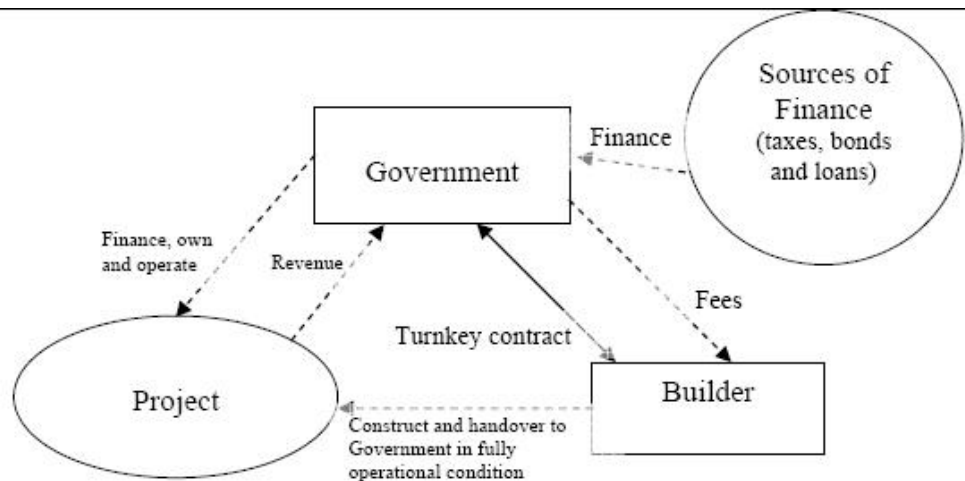 Sources of
Finance
(taxes, bonds
and loans)
Finance
Government
Finance, own
and operate
Revenue
Fees
Turnkey contract
Project
Builder
Construct and handover to
Government in fully
operational condition